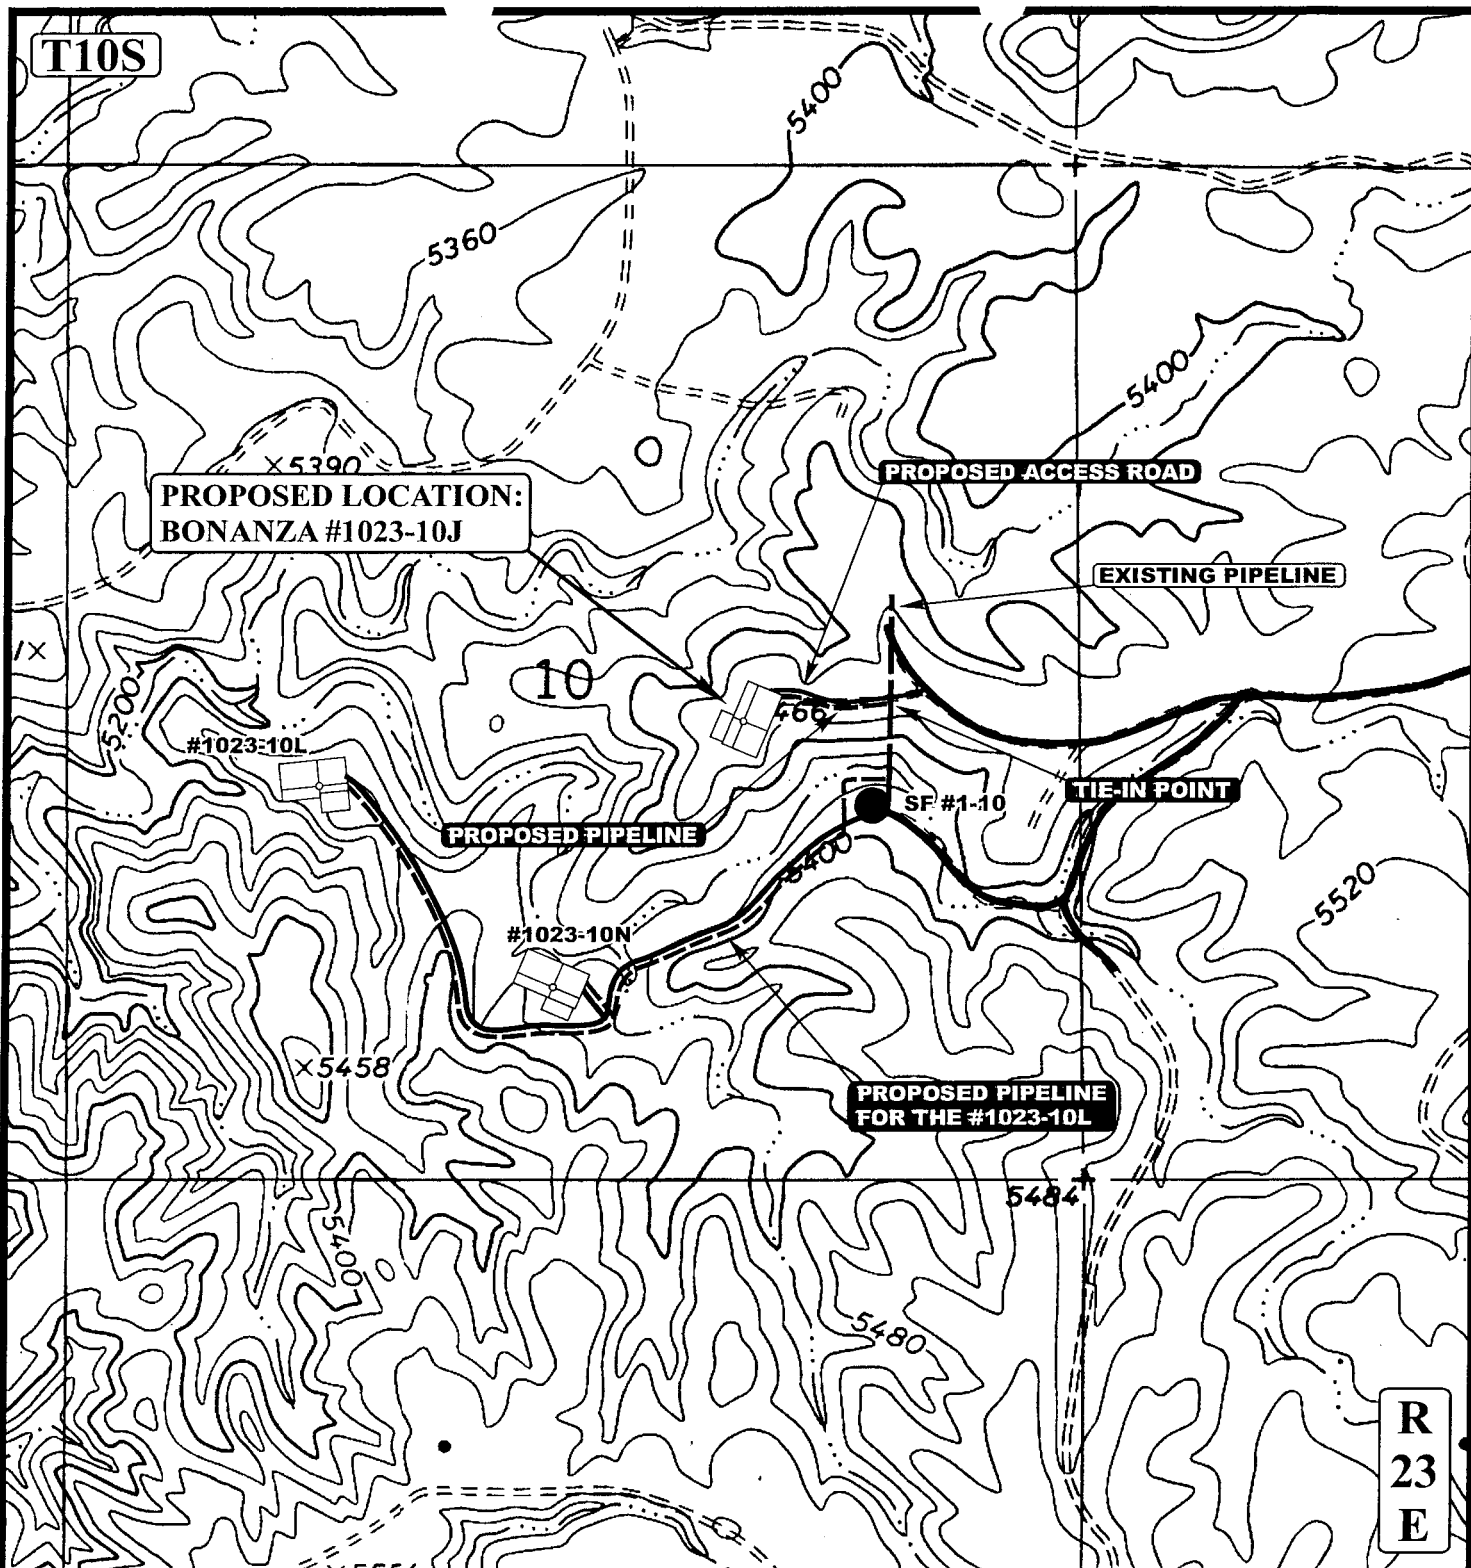 T10S
5400
5360
5400
×5390
PROPOSED LOCATION:
BONANZA #1023-10J
PROPOSED ACCESS ROAD
EXISTING PIPELINE
10
5200
466
#1023-10L
TIE-IN POINT
SF #1-10
PROPOSED PIPELINE
5400
5520
#1023-10N
×5458
PROPOSED PIPELINE
FOR THE #1023-10L
5484
5400
5480
R
23
E